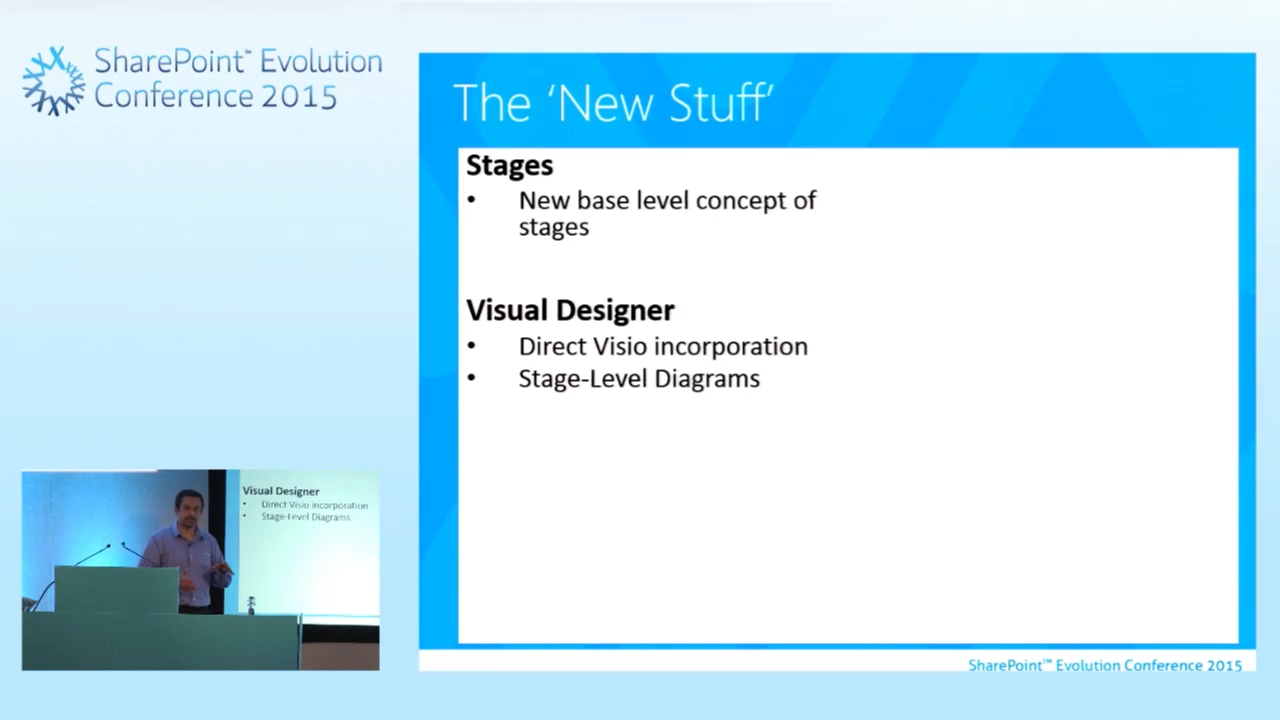 SharePoint™ Evolution
Conference 2015
The ‘New Stuff’
Stages
• New base level concept of
stages
Visual Designer
• Direct Visio incorporation
• Stage-Level Diagrams
Visual Designer
• Direct Visio incorporation
• Stage-Level Diagrams
SharePoint™ Evolution Conference 2015